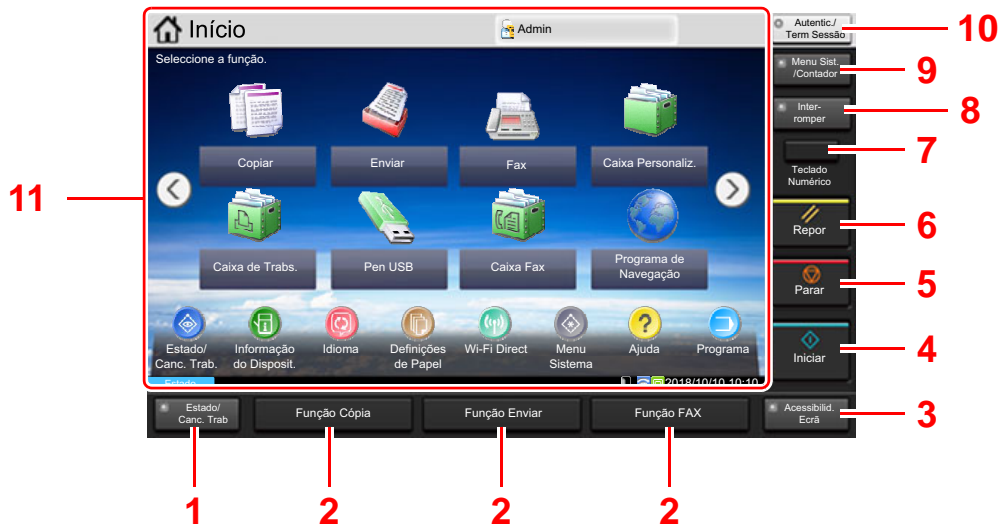 Início
Admin
Seleccione a função.
Copiar
Enviar
Fax
Caixa Personaliz.
Caixa de Trabs.
Pen USB
Caixa Fax
Programa de
Navegação
Estado/
Canc. Trab.
Informação
do Disposit.
Idioma
Definições
de Papel
Wi-Fi Direct
Menu
Sistema
Ajuda
Programa
Estado
2018/10/10 10:10
Autentic./
Term Sessão
Menu Sist.
/Contador
Inter-
romper
Teclado
Numérico
Repor
Parar
Iniciar
Estado/
Canc. Trab
Função Cópia
Função Enviar
Função FAX
Acessibilid.
Ecrã
10
9
8
7
6
5
4
3
11
1
2
2
2